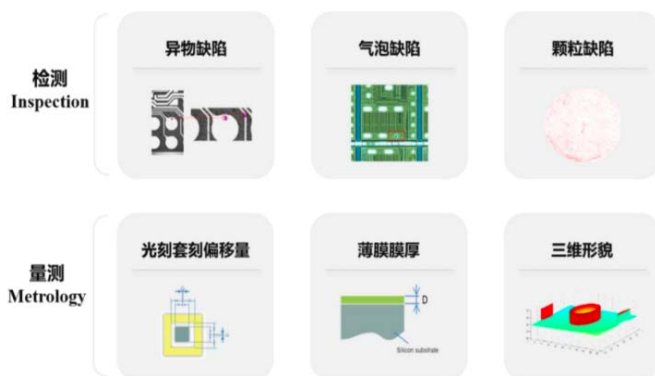 异物缺陷
气泡缺陷
颗粒缺陷
检测
Inspection
光刻套刻偏移量
薄膜膜厚
三维形貌
量测
Metrology
D
Silicon substrate